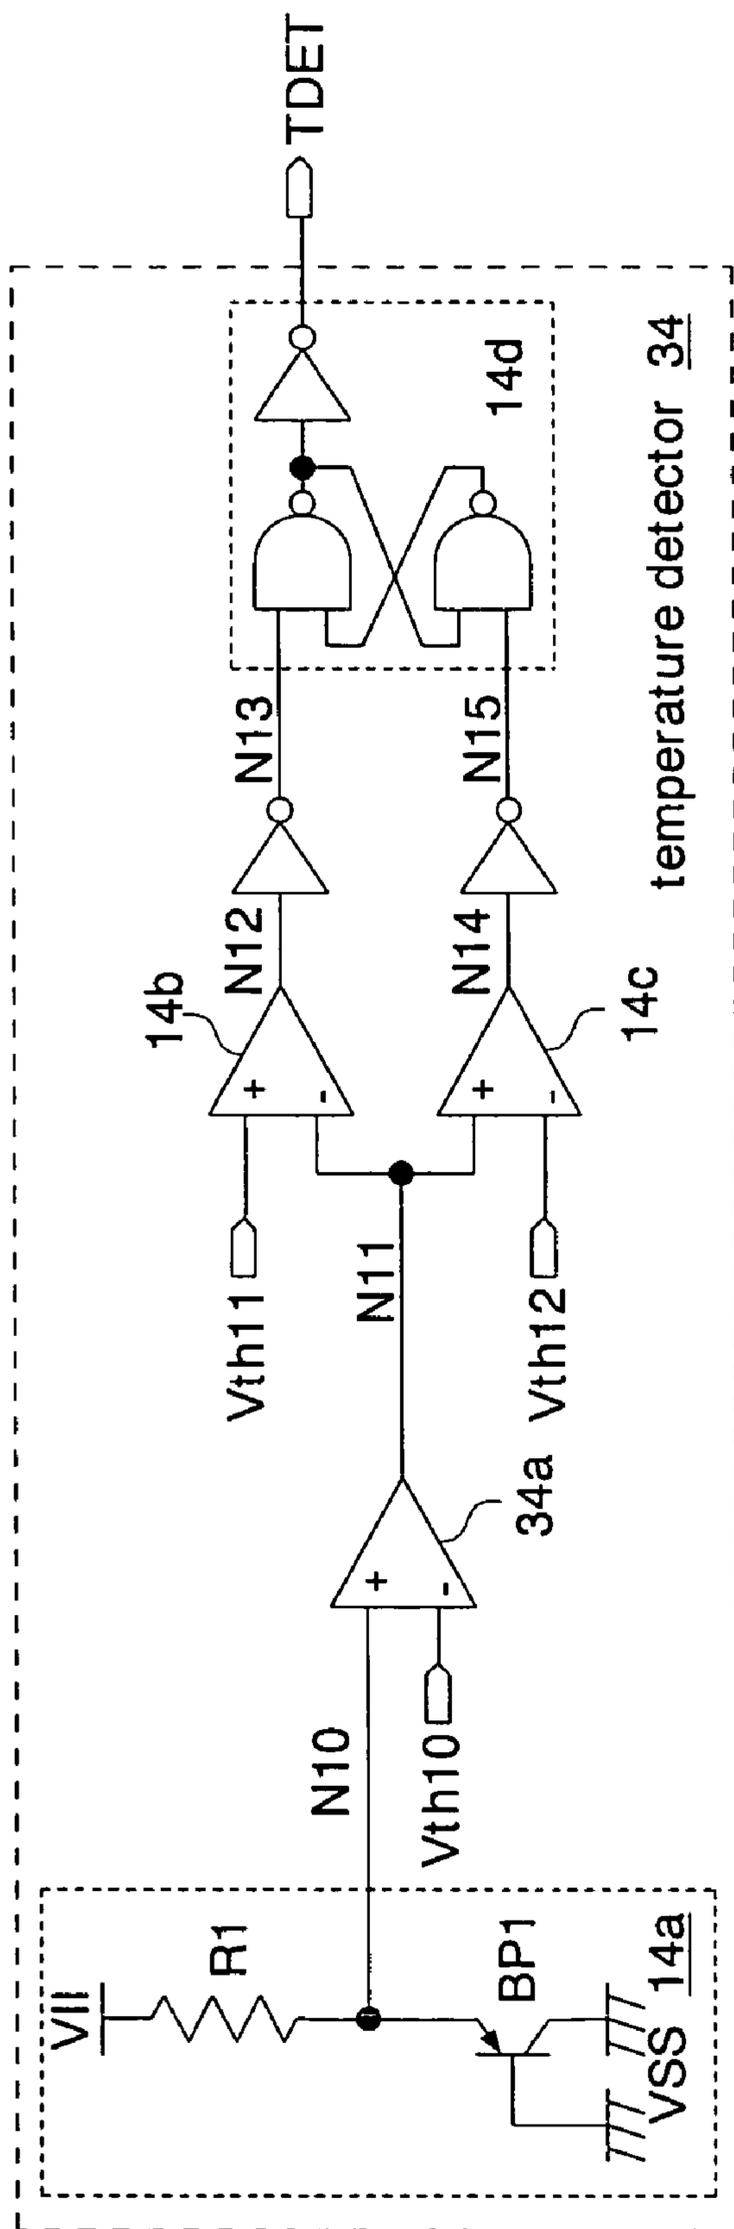 VII
R1
BP1
VSS
14a
N10
Vth10
34a
N11
Vth11
Vth12
14b
14c
N12
N14
N13
N15
14d
TDET
temperature detector 34
+
-
+
-
+
-